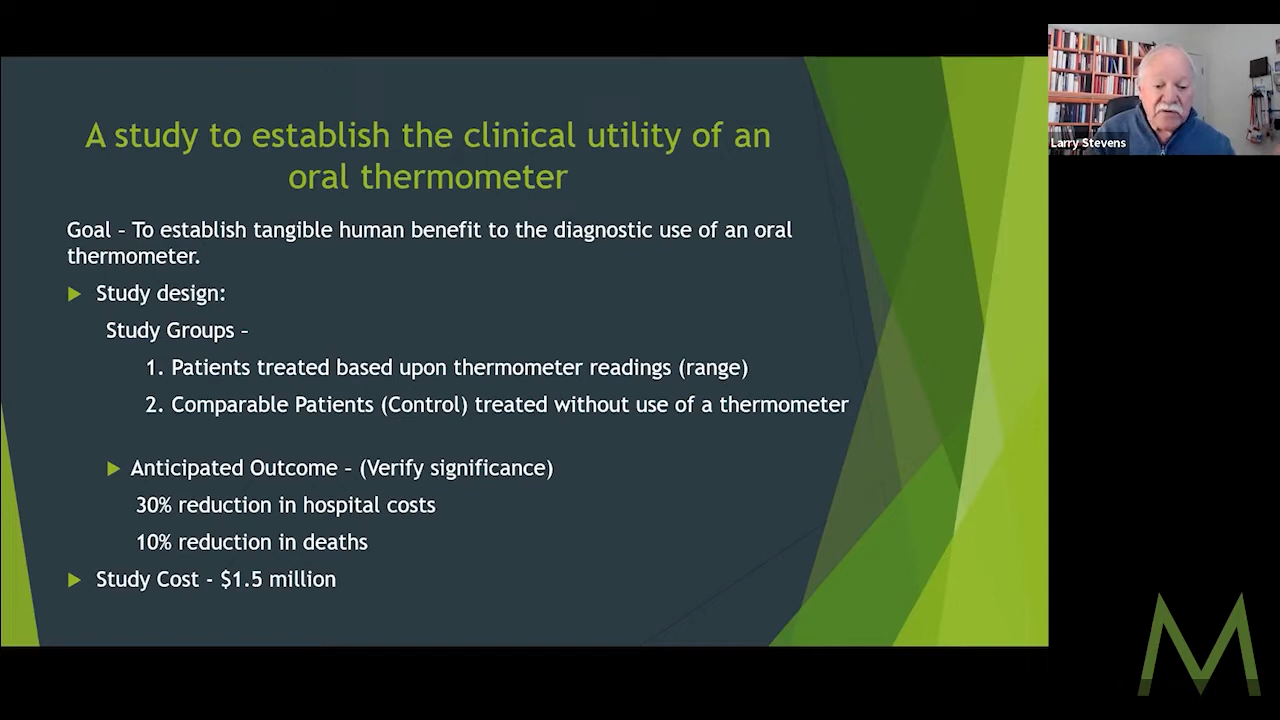 A study to establish the clinical utility of an
oral thermometer
Goal – To establish tangible human benefit to the diagnostic use of an oral
thermometer.
Study design:
Study Groups –
1. Patients treated based upon thermometer readings (range)
2. Comparable Patients (Control) treated without use of a thermometer
Anticipated Outcome – (Verify significance)
30% reduction in hospital costs
10% reduction in deaths
Study Cost - $1.5 million
Larry Stevens
M